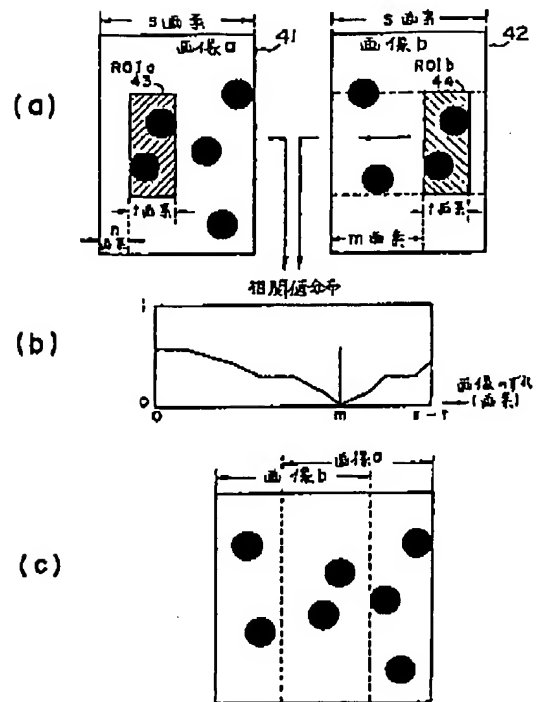 s画素
s画素
41
42
画像a
画像b
ROIa
43
ROIb
44
(a)
t画素
t画素
n
画素
m画素
相関値分布
(b)
1
0
0
m
s-t
画像のずれ
(画素)
画像a
画像b
(c)